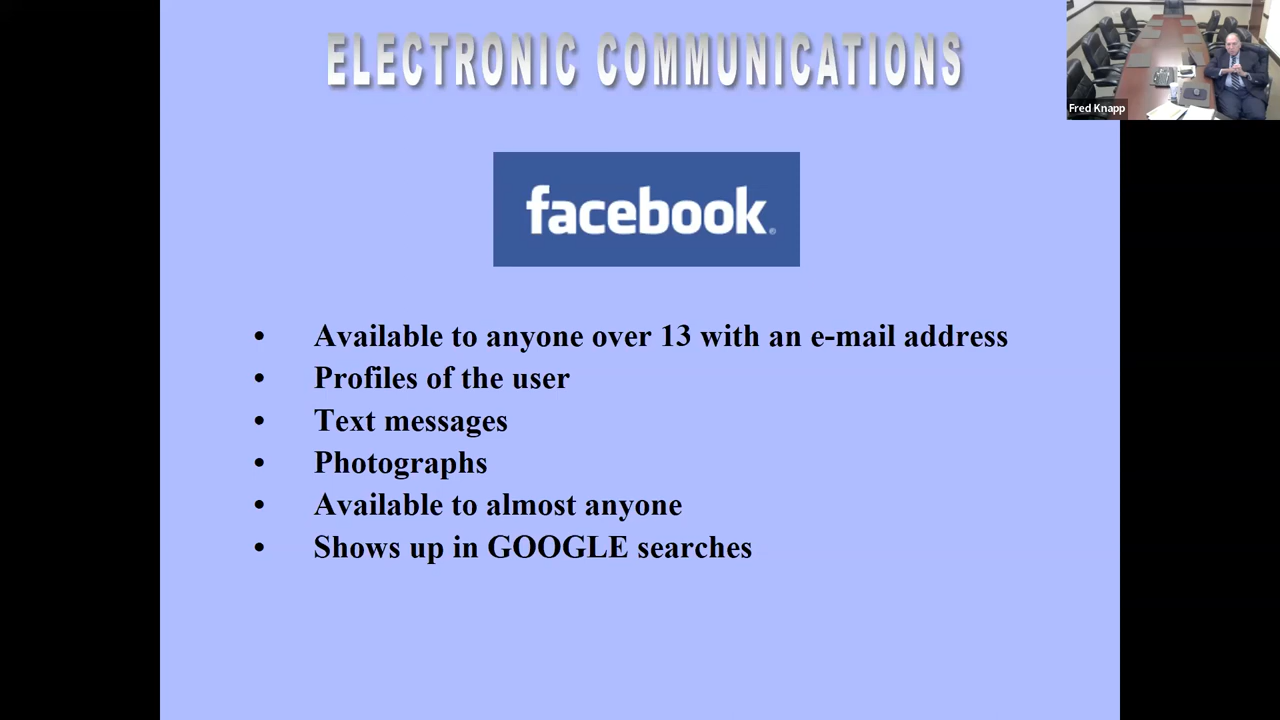 ELECTRONIC COMMUNICATIONS
Fred Knapp
facebook®
• Available to anyone over 13 with an e-mail address
• Profiles of the user
• Text messages
• Photographs
• Available to almost anyone
• Shows up in GOOGLE searches